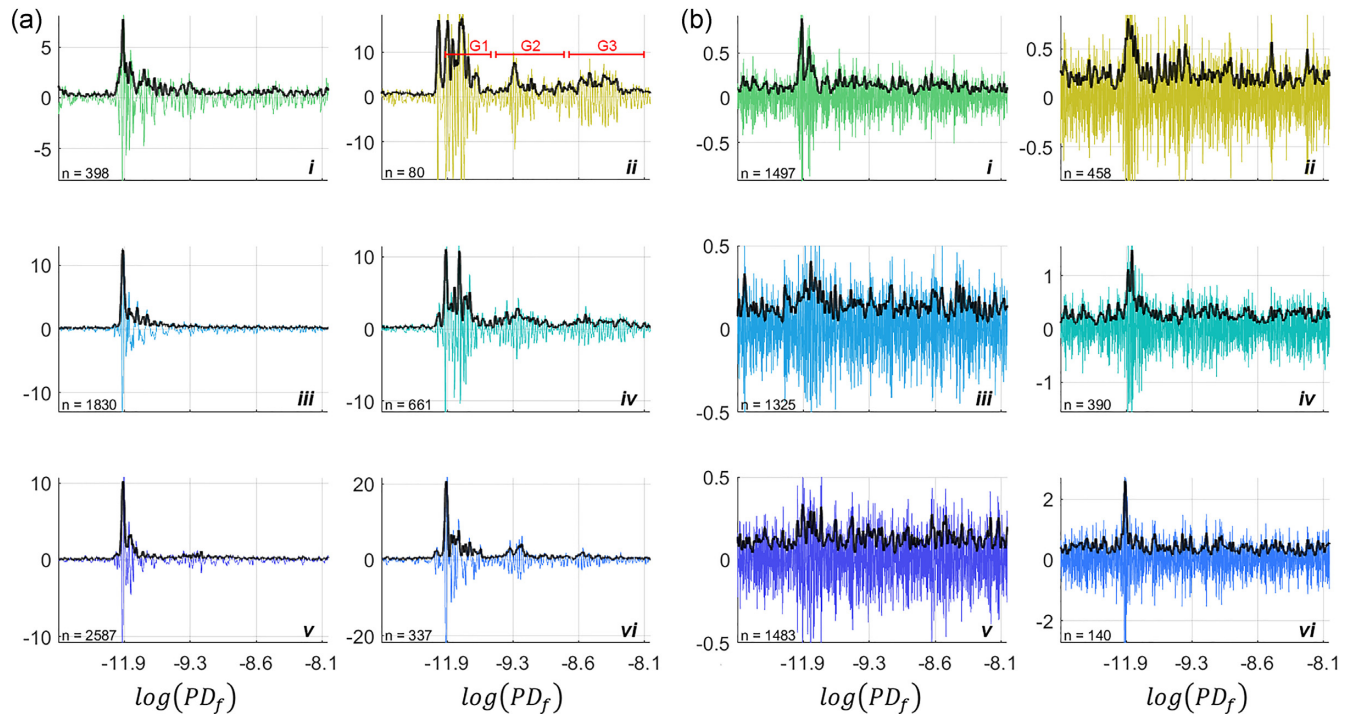 (a)
(b)
5
0
-5
n = 398
i
10
0
-10
G1
G2
G3
n = 80
ii
0.5
0
-0.5
n = 1497
i
0.5
0
-0.5
n = 458
ii
10
0
-10
n = 1830
iii
10
5
0
-5
-10
n = 661
iv
0.5
0
-0.5
n = 1325
iii
1
0
-1
n = 390
iv
10
0
-10
n = 2587
v
20
0
-20
n = 337
vi
0.5
0
-0.5
n = 1483
v
2
0
-2
n = 140
vi
-11.9 -9.3 -8.6 -8.1
-11.9 -9.3 -8.6 -8.1
-11.9 -9.3 -8.6 -8.1
-11.9 -9.3 -8.6 -8.1
log(PD_f)
log(PD_f)
log(PD_f)
log(PD_f)